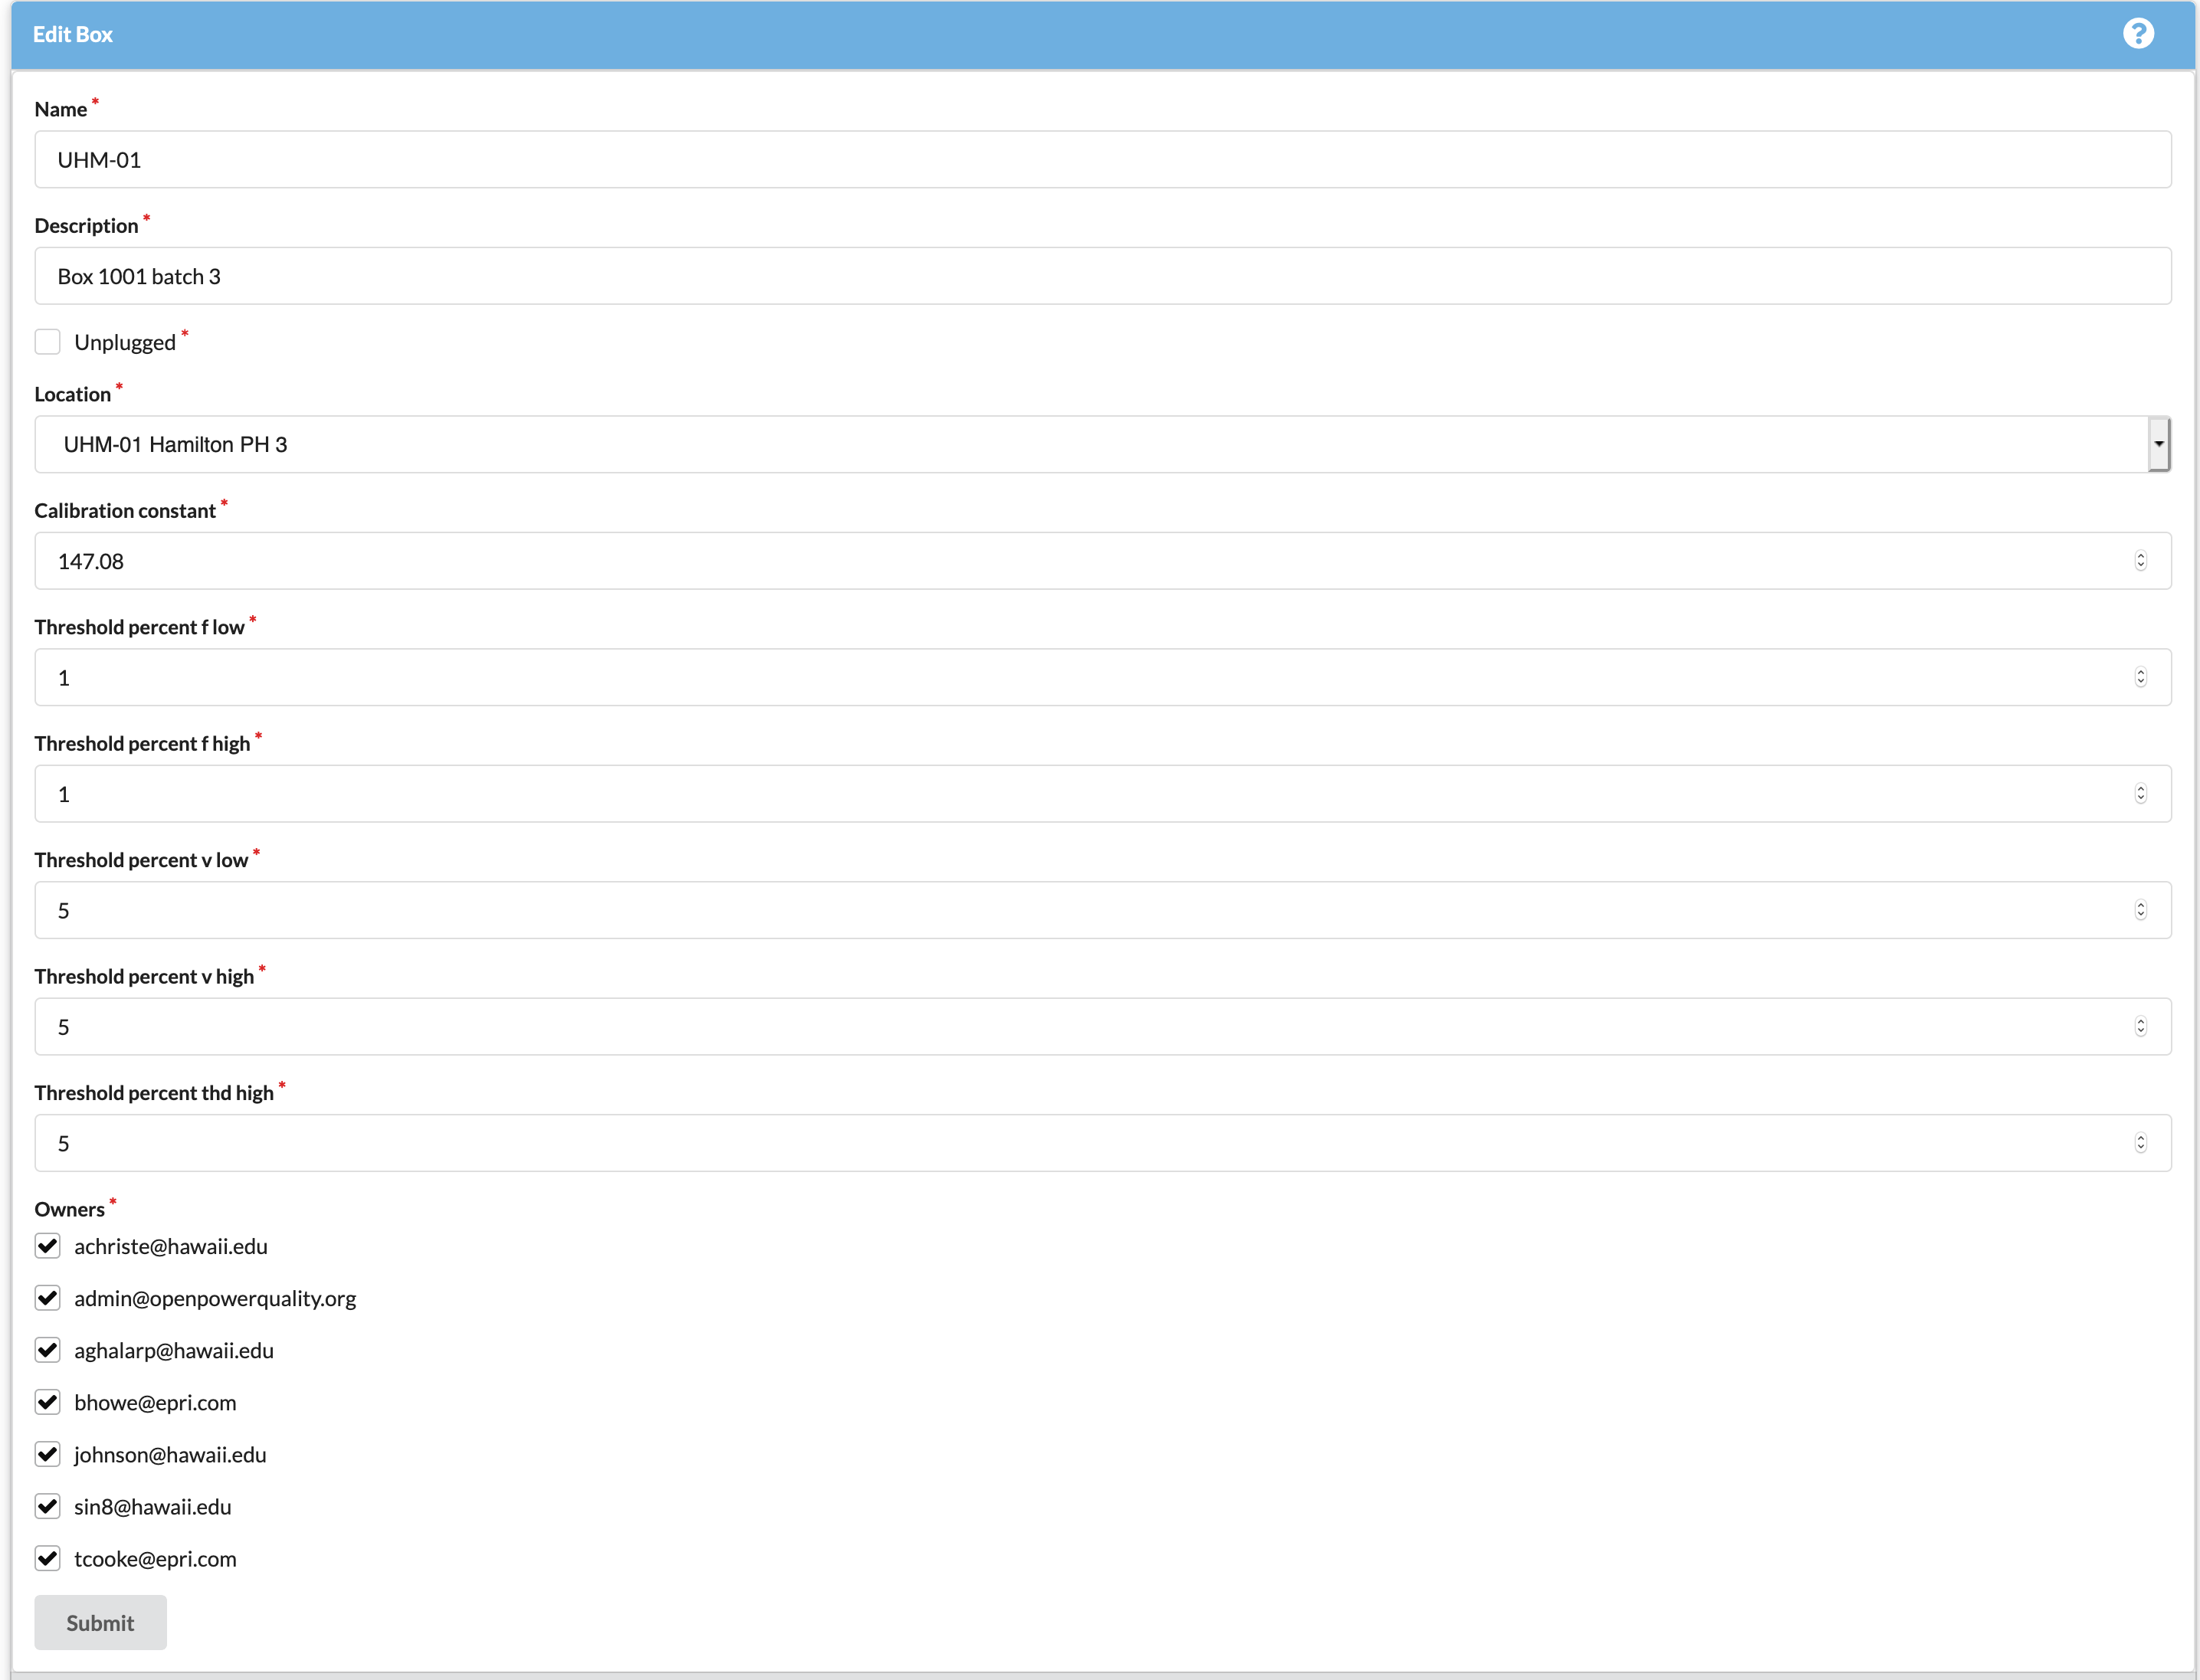 Edit Box
?
Name *
UHM-01
Description *
Box 1001 batch 3
Unplugged *
Location *
UHM-01 Hamilton PH 3
Calibration constant *
147.08
Threshold percent f low *
1
Threshold percent f high *
1
Threshold percent v low *
5
Threshold percent v high *
5
Threshold percent thd high *
5
Owners *
achriste@hawaii.edu
admin@openpowerquality.org
aghalarp@hawaii.edu
bhowe@epri.com
johnson@hawaii.edu
sin8@hawaii.edu
tcooke@epri.com
Submit